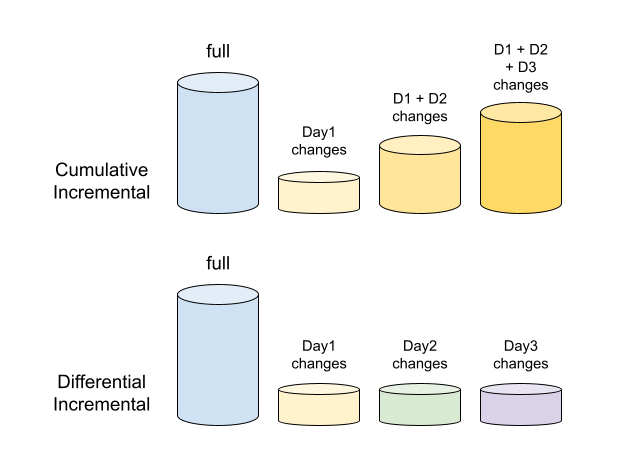 full
Day1
changes
D1 + D2
changes
D1 + D2
+ D3
changes
Cumulative
Incremental
full
Day1
changes
Day2
changes
Day3
changes
Differential
Incremental